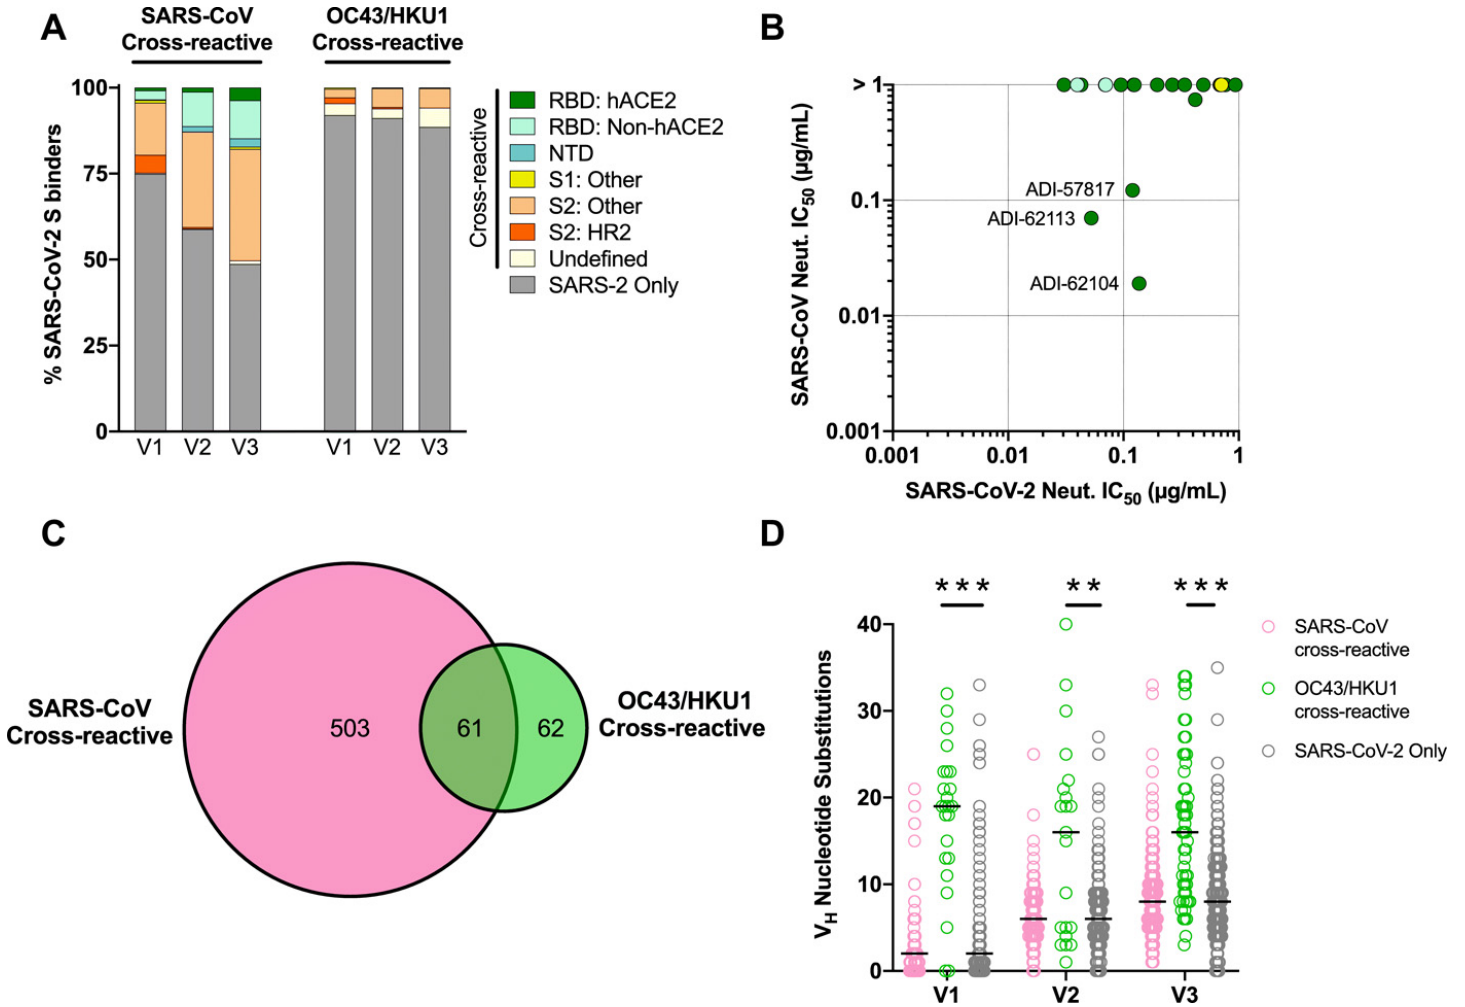 A
SARS-CoV
Cross-reactive
OC43/HKU1
Cross-reactive
% SARS-CoV-2 S binders
100
75
50
25
0
V1
V2
V3
V1
V2
V3
Cross-reactive
RBD: hACE2
RBD: Non-hACE2
NTD
S1: Other
S2: Other
S2: HR2
Undefined
SARS-2 Only
B
SARS-CoV Neut. IC50 (µg/mL)
> 1
0.1
0.01
0.001
ADI-57817
ADI-62113
ADI-62104
0.001
0.01
0.1
1
SARS-CoV-2 Neut. IC50 (µg/mL)
C
SARS-CoV
Cross-reactive
503
61
62
OC43/HKU1
Cross-reactive
D
VH Nucleotide Substitutions
40
30
20
10
0
***
**
***
V1
V2
V3
SARS-CoV
cross-reactive
OC43/HKU1
cross-reactive
SARS-CoV-2 Only